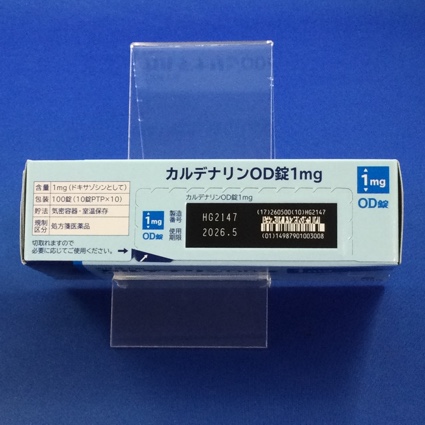 カルデナリンOD錠1mg
1mg
OD錠
含量 1mg(ドキサゾシンとして)
包装 100錠(10錠PTP×10)
貯法 気密容器・室温保存
規制区分 処方箋医薬品
切取れますので
必要に応じてご使用ください。
カルデナリンOD錠1mg
1mg
OD錠
製造番号 HG2147
使用期限 2026.5
(17)260500(10)HG2147
(01)14987901003008